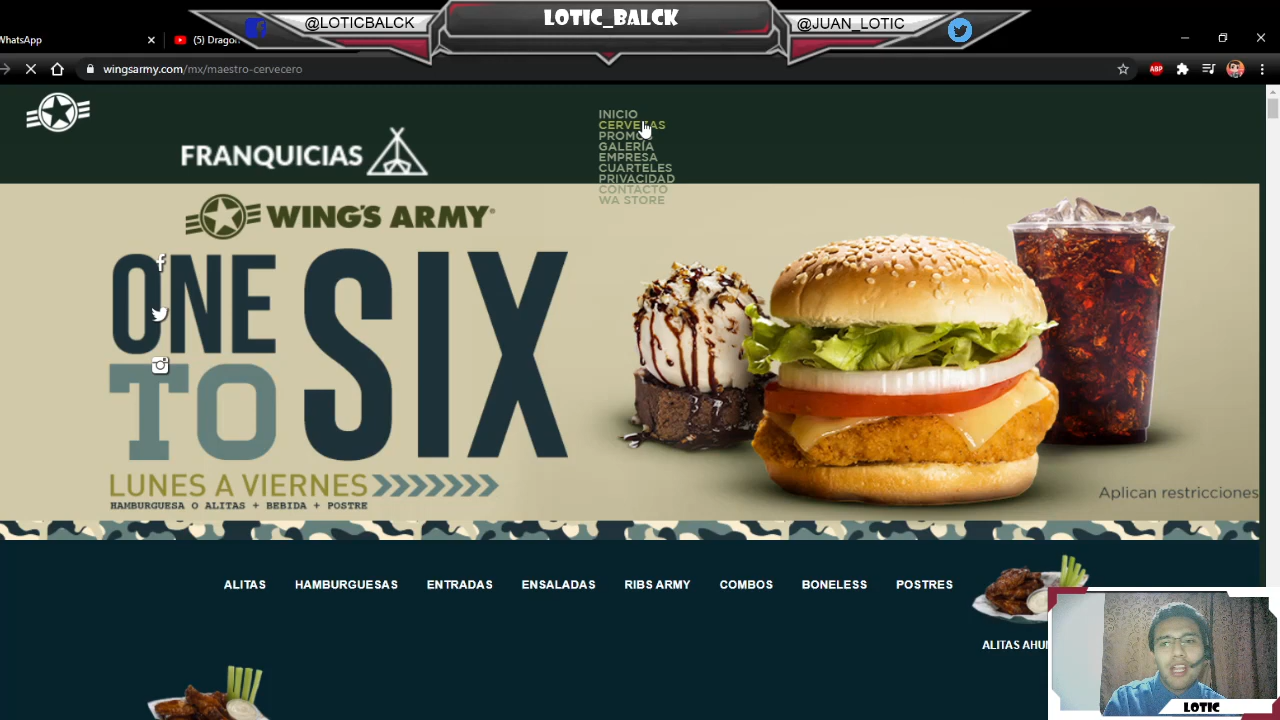 LOTIC_BALCK
@LOTICBALCK
@JUAN_LOTIC
WhatsApp
(5) Drago
wingsarmy.com/mx/maestro-cervecero
ABP
INICIO
CERVEZAS
PROMOS
GALERÍA
EMPRESA
CUARTELES
PRIVACIDAD
CONTACTO
WA STORE
FRANQUICIAS
WING'S ARMY®
ONE
TO
SIX
LUNES A VIERNES
HAMBURGUESA O ALITAS + BEBIDA + POSTRE
Aplican restricciones
ALITAS HAMBURGUESAS ENTRADAS ENSALADAS RIBS ARMY COMBOS BONELESS POSTRES
ALITAS AHU
LOTIC